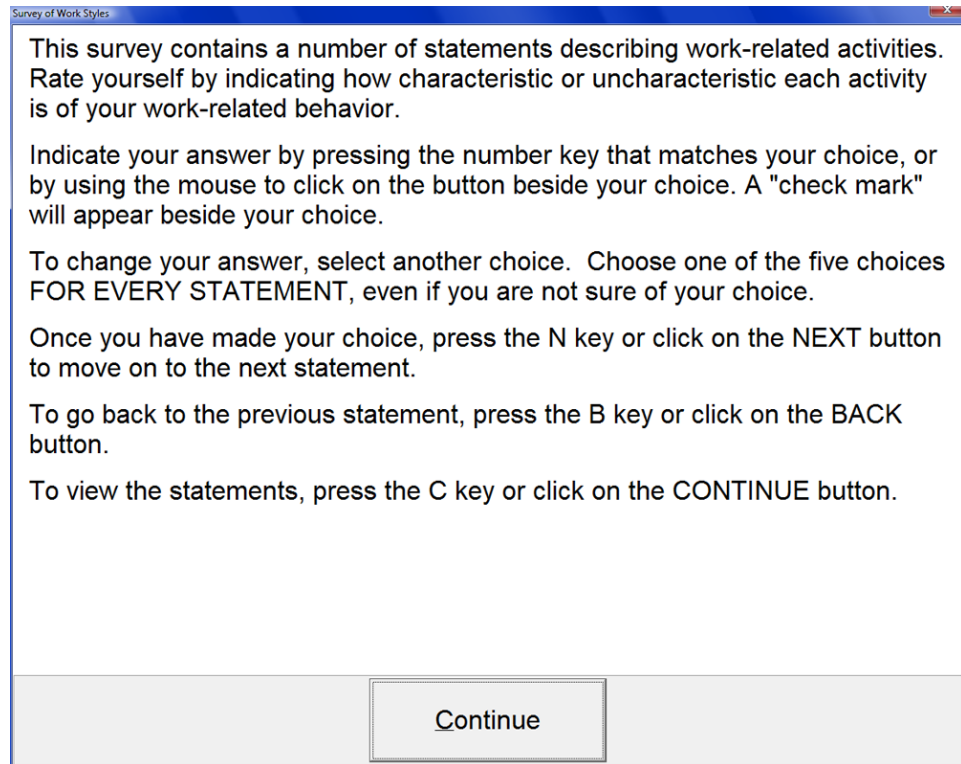 Survey of Work Styles
This survey contains a number of statements describing work-related activities.
Rate yourself by indicating how characteristic or uncharacteristic each activity
is of your work-related behavior.
Indicate your answer by pressing the number key that matches your choice, or
by using the mouse to click on the button beside your choice. A "check mark"
will appear beside your choice.
To change your answer, select another choice.  Choose one of the five choices
FOR EVERY STATEMENT, even if you are not sure of your choice.
Once you have made your choice, press the N key or click on the NEXT button
to move on to the next statement.
To go back to the previous statement, press the B key or click on the BACK
button.
To view the statements, press the C key or click on the CONTINUE button.
Continue